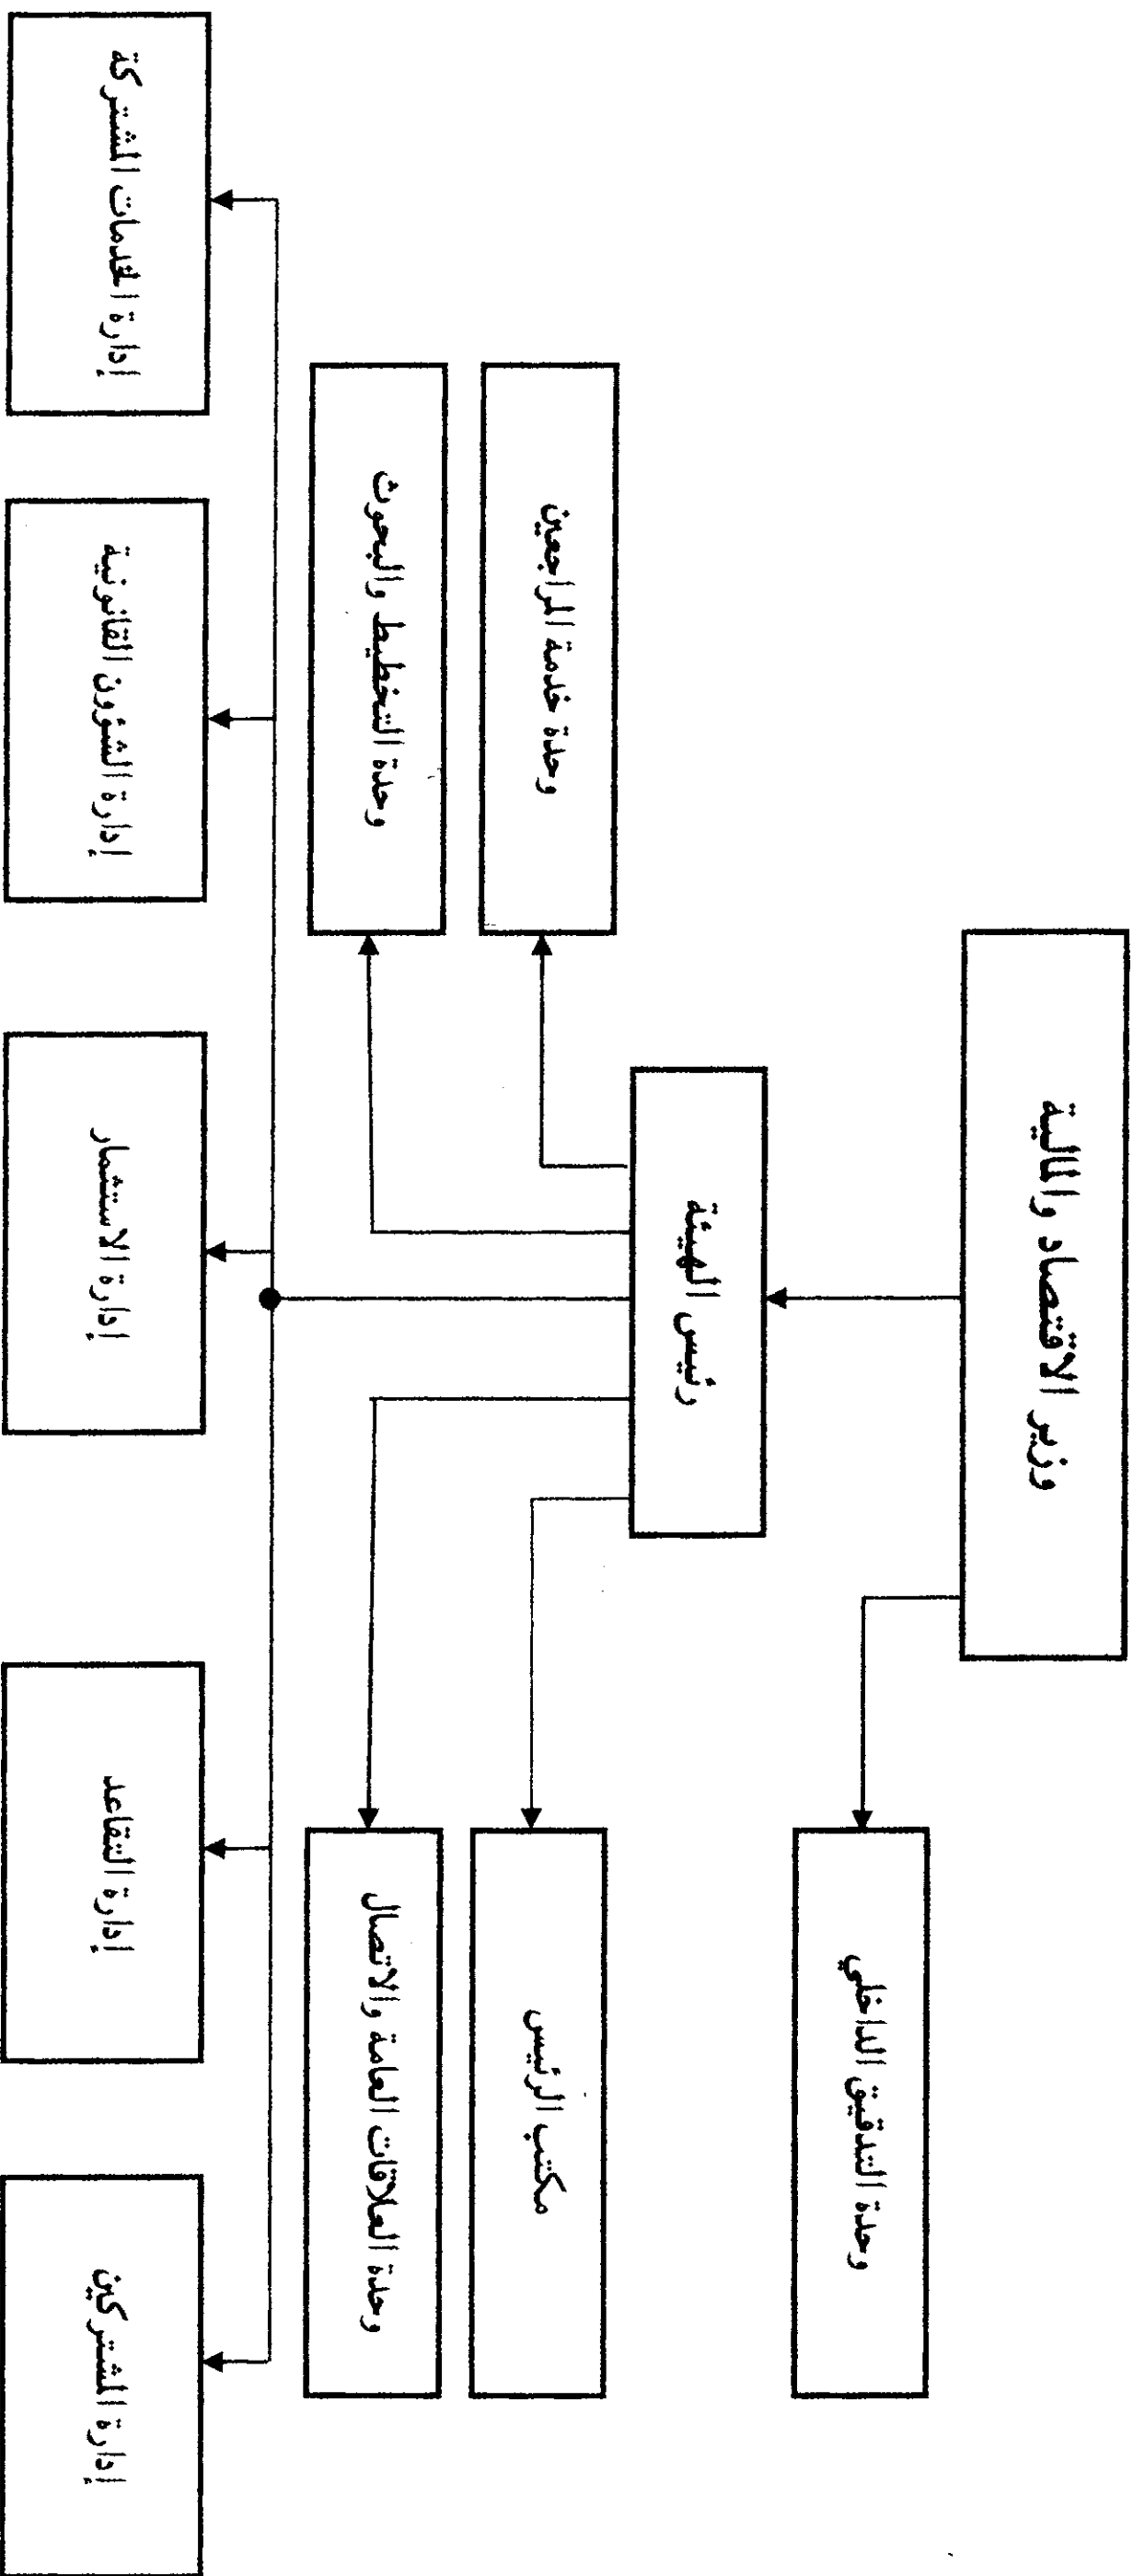 وزير الاقتصاد والمالية
وحدة التدقيق الداخلي
رئيس الهيئة
مكتب الرئيس
وحدة خدمة المراجعين
وحدة العلاقات العامة والاتصال
وحدة التخطيط والبحوث
إدارة المشتركين
إدارة التقاعد
إدارة الاستثمار
إدارة الشؤون القانونية
إدارة الخدمات المشتركة